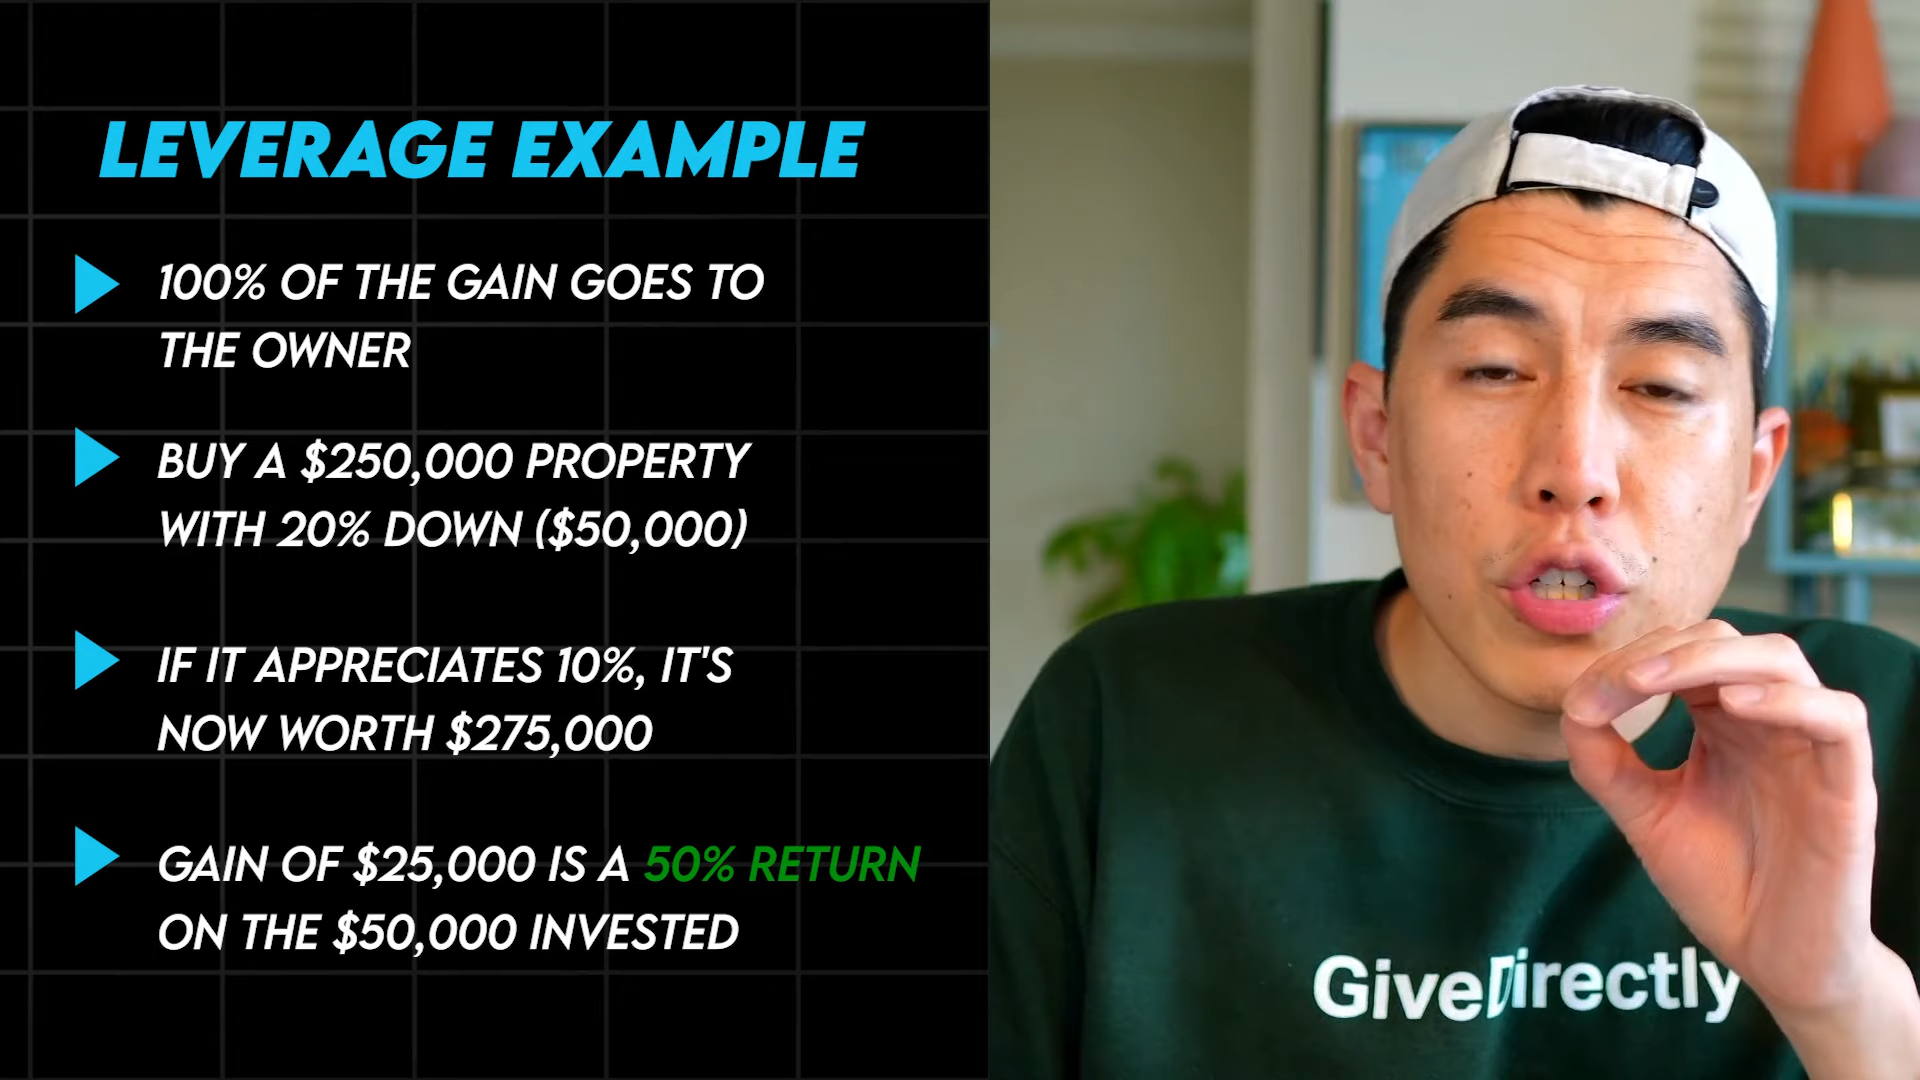 LEVERAGE EXAMPLE
100% OF THE GAIN GOES TO
THE OWNER
BUY A $250,000 PROPERTY
WITH 20% DOWN ($50,000)
IF IT APPRECIATES 10%, IT'S
NOW WORTH $275,000
GAIN OF $25,000 IS A 50% RETURN
ON THE $50,000 INVESTED
GiveDirectly